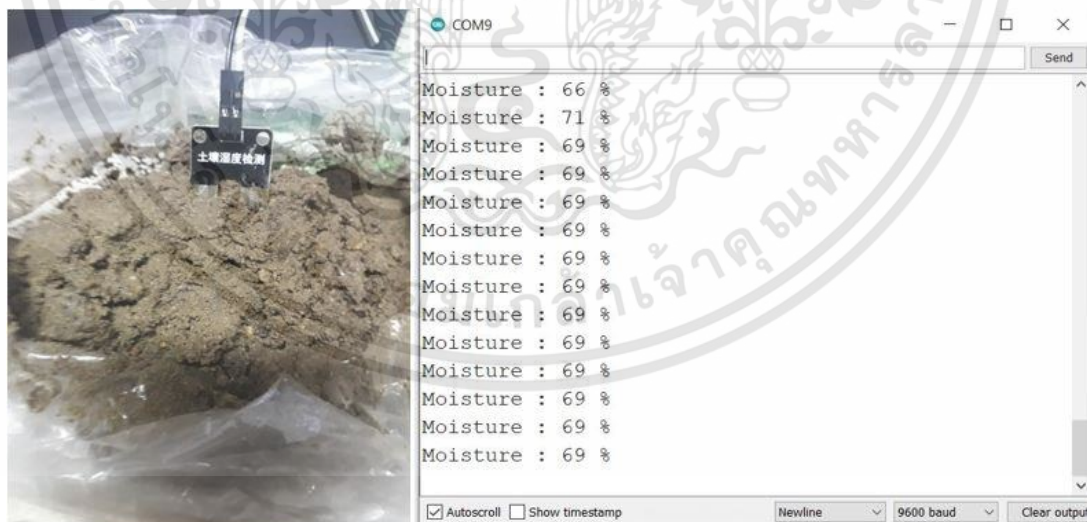 土壤湿度检测
COM9
Send
Moisture : 66 %
Moisture : 71 %
Moisture : 69 %
Moisture : 69 %
Moisture : 69 %
Moisture : 69 %
Moisture : 69 %
Moisture : 69 %
Moisture : 69 %
Moisture : 69 %
Moisture : 69 %
Moisture : 69 %
Moisture : 69 %
Moisture : 69 %
Autoscroll Show timestamp Newline 9600 baud Clear output